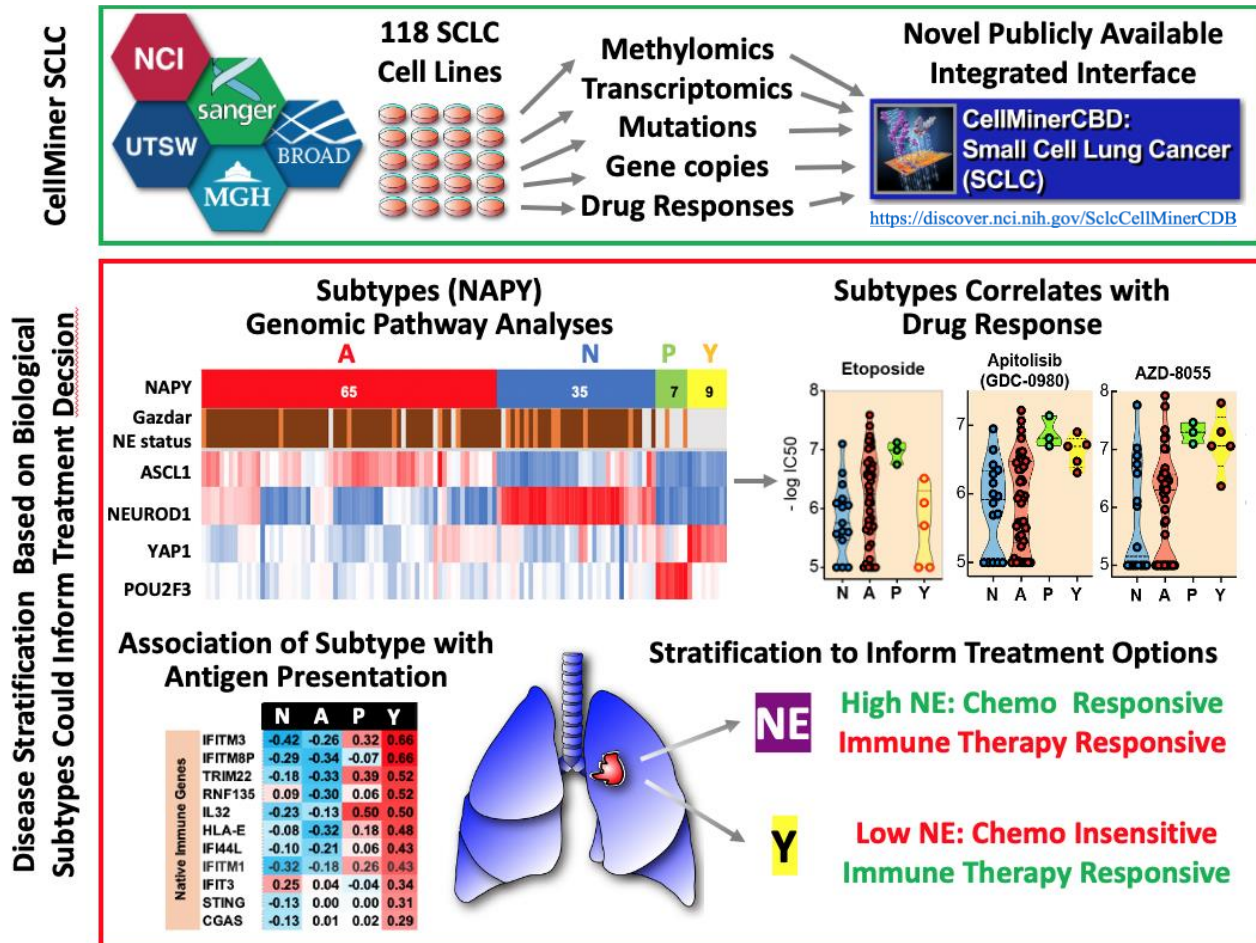 CellMiner SCLC
NCI
sanger
UTSW
BROAD
MGH
118 SCLC
Cell Lines
Methylomics
Transcriptomics
Mutations
Gene copies
Drug Responses
Novel Publicly Available
Integrated Interface
CellMinerCBD:
Small Cell Lung Cancer
(SCLC)
https://discover.nci.nih.gov/SclcCellMinerCDB
Disease Stratification Based on Biological
Subtypes Could Inform Treatment Decsion
Subtypes (NAPY)
Genomic Pathway Analyses
A N P Y
NAPY 65 35 7 9
Gazdar
NE status
ASCL1
NEUROD1
YAP1
POU2F3
Subtypes Correlates with
Drug Response
Etoposide
- log IC50
8
7
6
5
N A P Y
Apitolisib
(GDC-0980)
7
6
5
N A P Y
AZD-8055
8
7
6
5
N A P Y
Association of Subtype with
Antigen Presentation
Native Immune Genes
N A P Y
IFITM3 -0.42 -0.26 0.32 0.66
IFITM8P -0.29 -0.34 -0.07 0.66
TRIM22 -0.18 -0.33 0.39 0.52
RNF135 0.09 -0.30 0.06 0.52
IL32 -0.23 -0.13 0.50 0.50
HLA-E -0.08 -0.32 0.18 0.48
IFI44L -0.10 -0.21 0.06 0.43
IFITM1 -0.32 -0.18 0.26 0.43
IFIT3 0.25 0.04 -0.04 0.34
STING -0.13 0.00 0.00 0.31
CGAS -0.13 0.01 0.02 0.29
Stratification to Inform Treatment Options
NE
High NE: Chemo Responsive
Immune Therapy Responsive
Y
Low NE: Chemo Insensitive
Immune Therapy Responsive